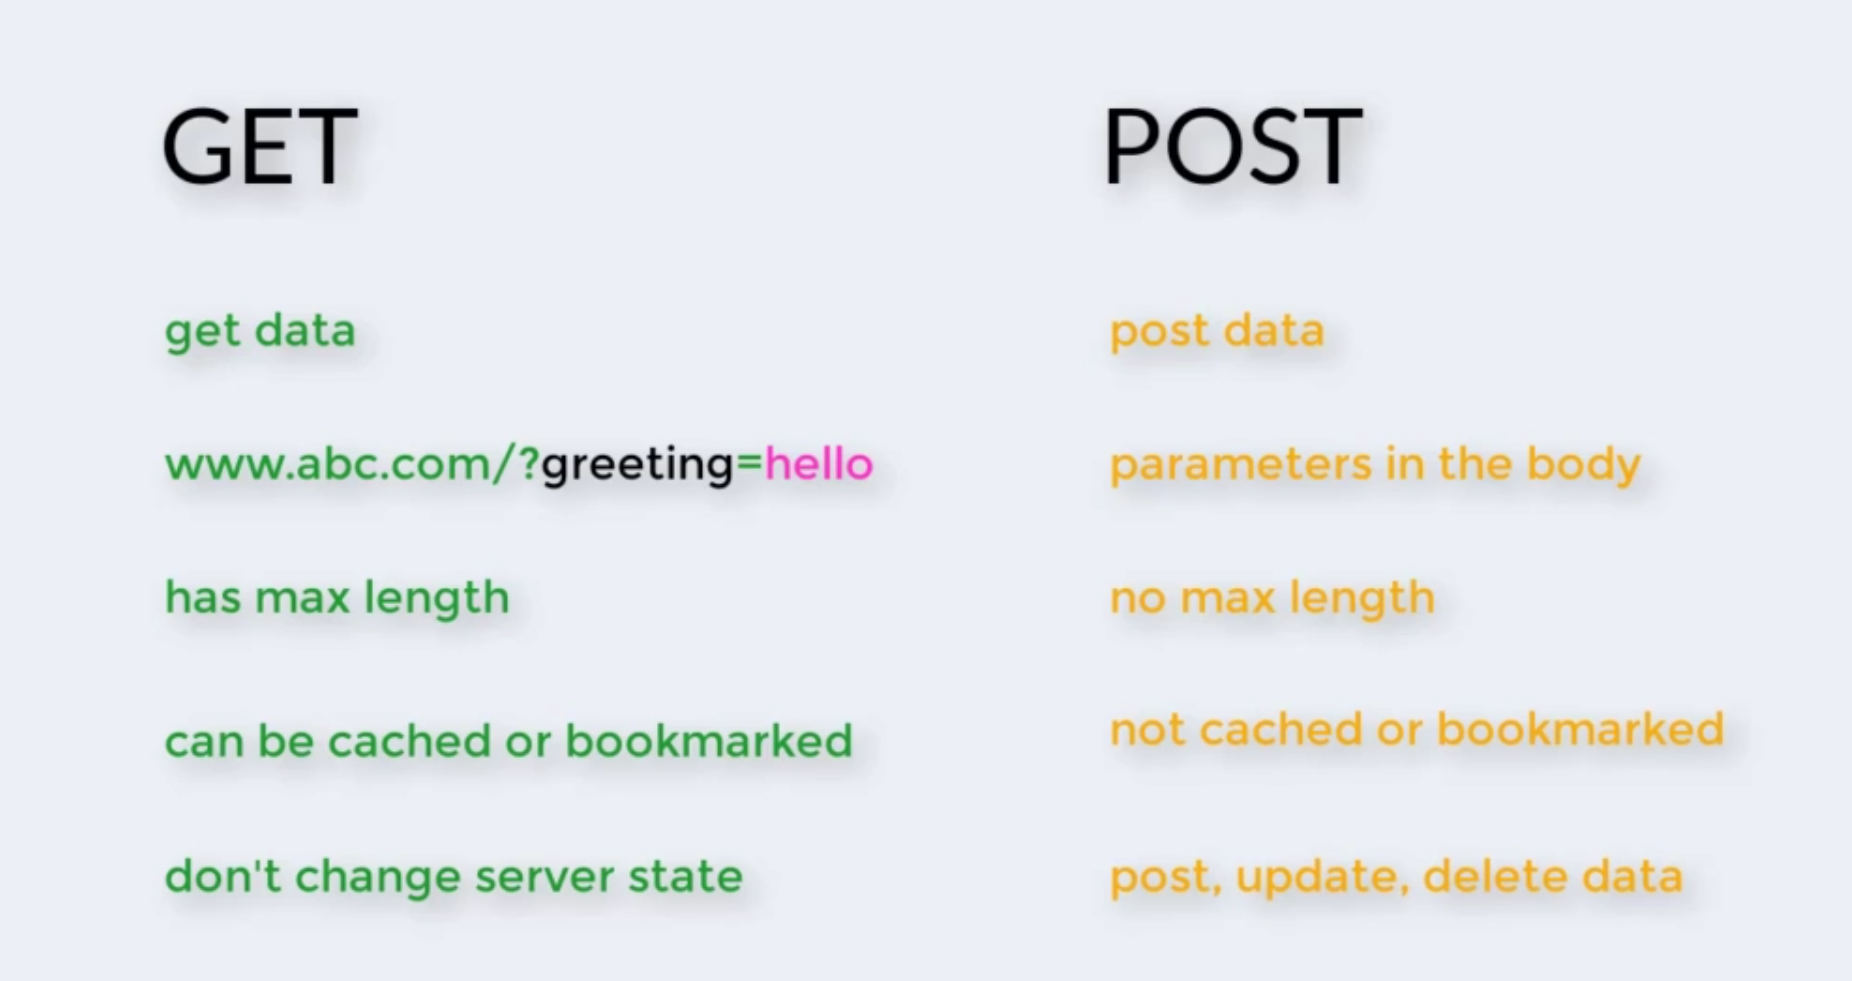 GET
get data
www.abc.com/?greeting=hello
has max length
can be cached or bookmarked
don't change server state
POST
post data
parameters in the body
no max length
not cached or bookmarked
post, update, delete data